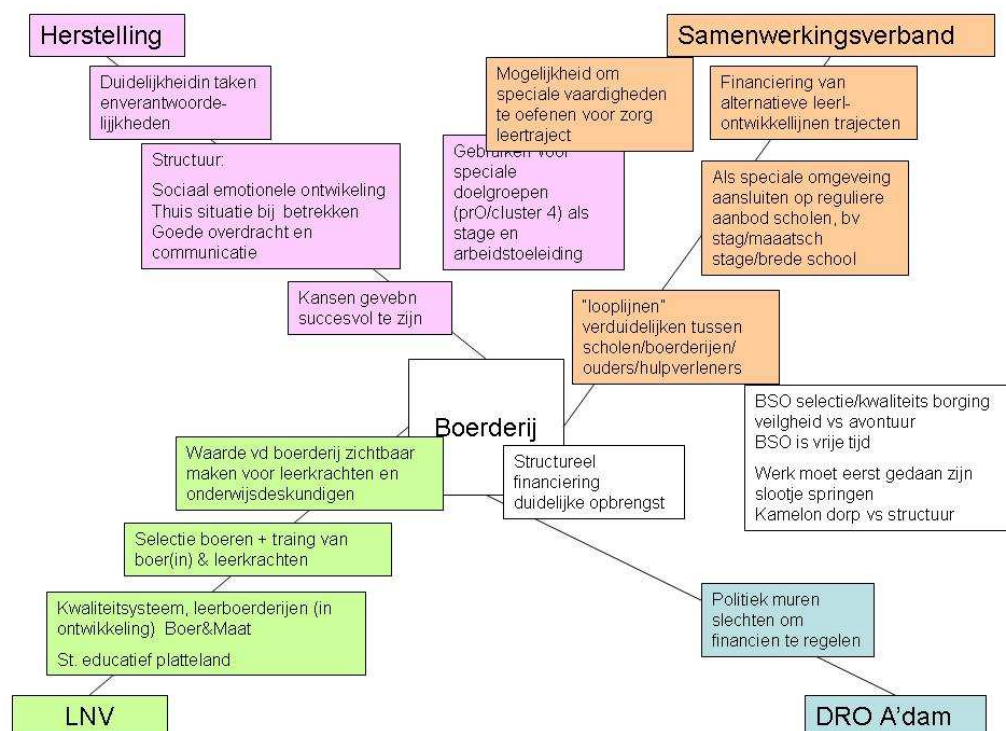 Herstelling
Samenwerkingsverband
Duidelijkheidin taken
enverantwoorde-
lijjkheden
Mogelijkheid om
speciale vaardigheden
te oefenen voor zorg
leertraject
Financiering van
alternatieve leerl-
ontwikkellijnen trajecten
Structuur:
Sociaal emotionele ontwikeling
Thuis situatie bij betrekken
Goede overdracht en
communicatie
Gebruiken voor
speciale
doelgroepen
(prO/cluster 4) als
stage en
arbeidstoeleiding
Als speciale omgeveing
aansluiten op reguliere
aanbod scholen, bv
stag/maaatsch
stage/brede school
Kansen gevebn
succesvol te zijn
"looplijnen"
verduidelijken tussen
scholen/boerderijen/
ouders/hulpverleners
Boerderij
BSO selectie/kwaliteits borging
veilgheid vs avontuur
BSO is vrije tijd
Werk moet eerst gedaan zijn
slootje springen
Kamelon dorp vs structuur
Waarde vd boerderij zichtbaar
maken voor leerkrachten en
onderwijsdeskundigen
Structureel
financiering
duidelijke opbrengst
Selectie boeren + traing van
boer(in) & leerkrachten
Kwaliteitsysteem, leerboerderijen (in
ontwikkeling) Boer&Maat
St. educatief platteland
Politiek muren
slechten om
financien te regelen
LNV
DRO A'dam